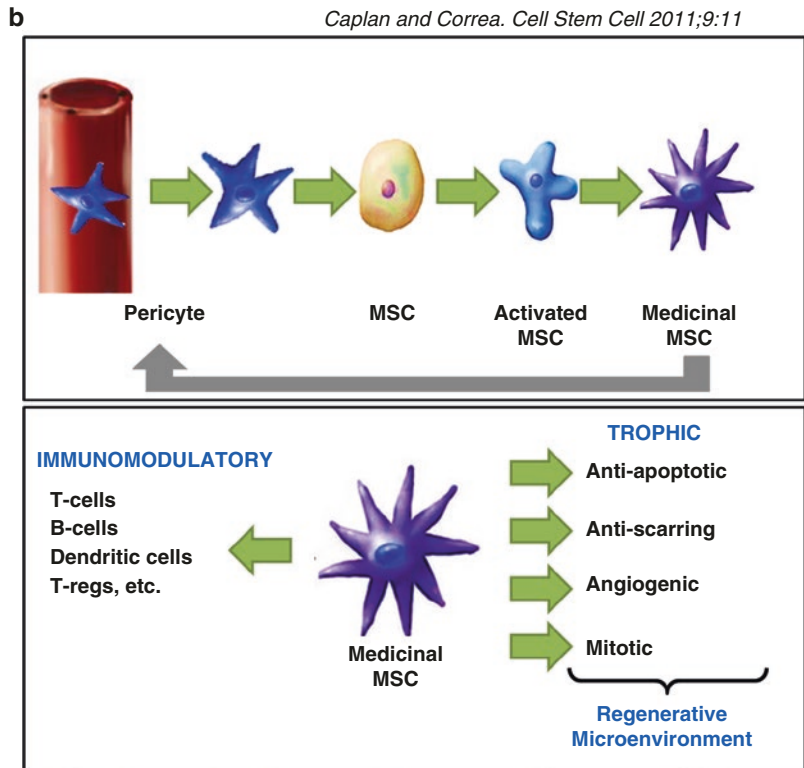 b
Caplan and Correa. Cell Stem Cell 2011;9:11
Pericyte
MSC
Activated
MSC
Medicinal
MSC
IMMUNOMODULATORY
T-cells
B-cells
Dendritic cells
T-regs, etc.
Medicinal
MSC
TROPHIC
Anti-apoptotic
Anti-scarring
Angiogenic
Mitotic
Regenerative
Microenvironment